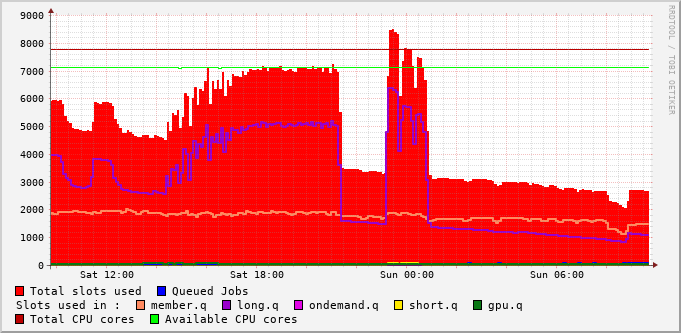 9000
8000
7000
6000
5000
4000
3000
2000
1000
0
Sat 12:00 Sat 18:00 Sun 00:00 Sun 06:00
RRDTOOL / TOBI OETIKER
Total slots used Queued Jobs
Slots used in : member.q long.q ondemand.q short.q gpu.q
Total CPU cores Available CPU cores